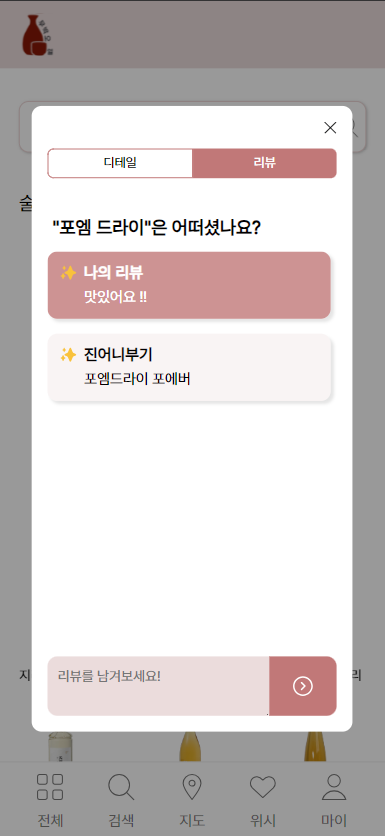 술
디테일
리뷰
"포엠 드라이"은 어떠셨나요?
✨ 나의 리뷰
맛있어요 !!
✨ 진어니부기
포엠드라이 포에버
지
리
리뷰를 남겨보세요!
전체
검색
지도
위시
마이